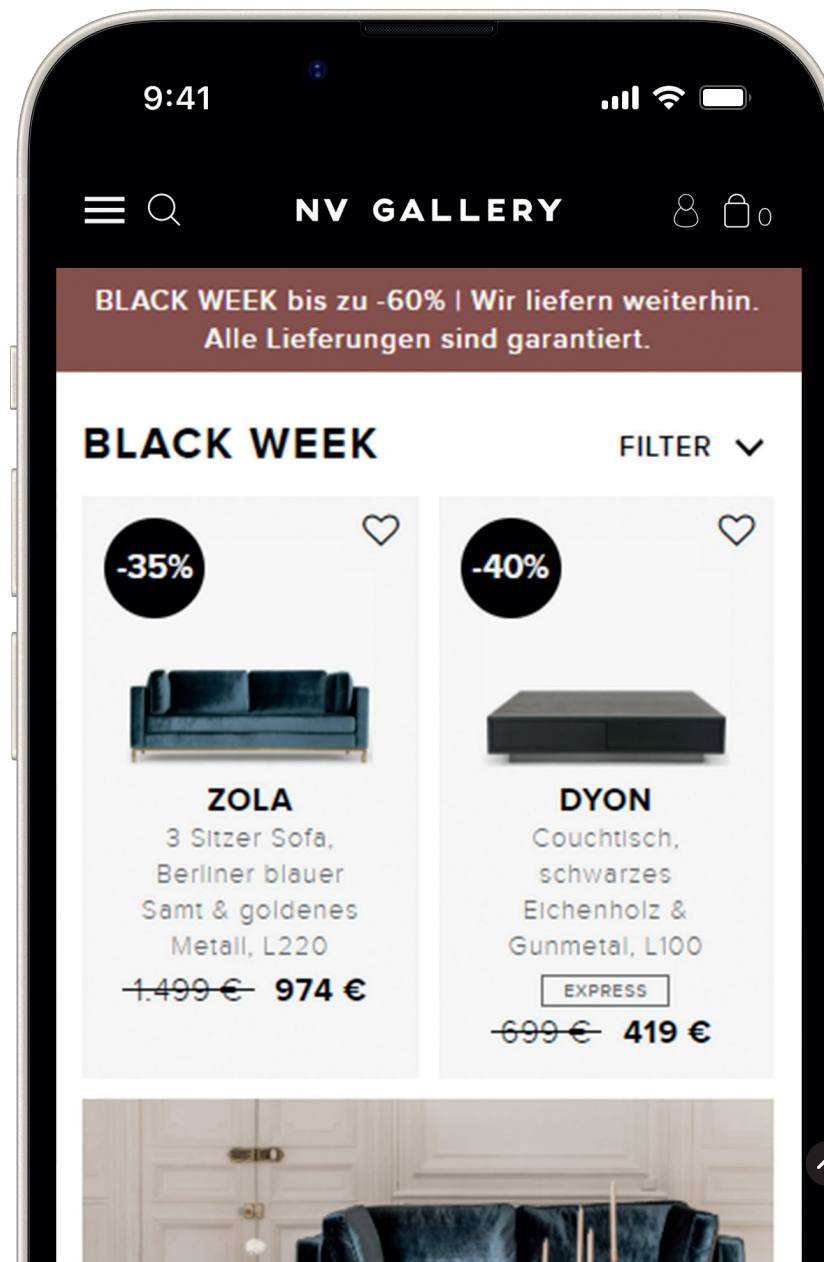 9:41
NV GALLERY
0
BLACK WEEK bis zu -60% | Wir liefern weiterhin.
Alle Lieferungen sind garantiert.
BLACK WEEK
FILTER
-35%
ZOLA
3 Sitzer Sofa,
Berliner blauer
Samt & goldenes
Metall, L220
1.499 € 974 €
-40%
DYON
Couchtisch,
schwarzes
Eichenholz &
Gunmetal, L100
EXPRESS
699 € 419 €